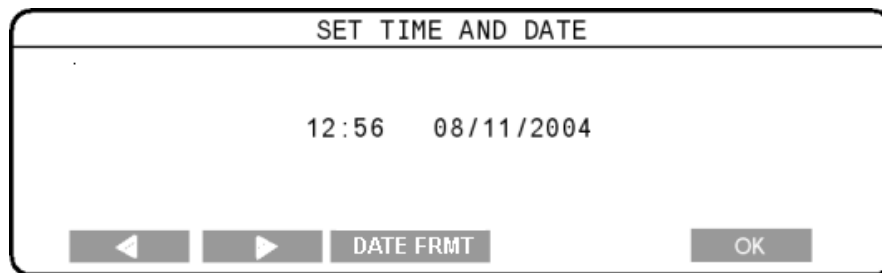 SET TIME AND DATE
12:56 08/11/2004
DATE FRMT OK